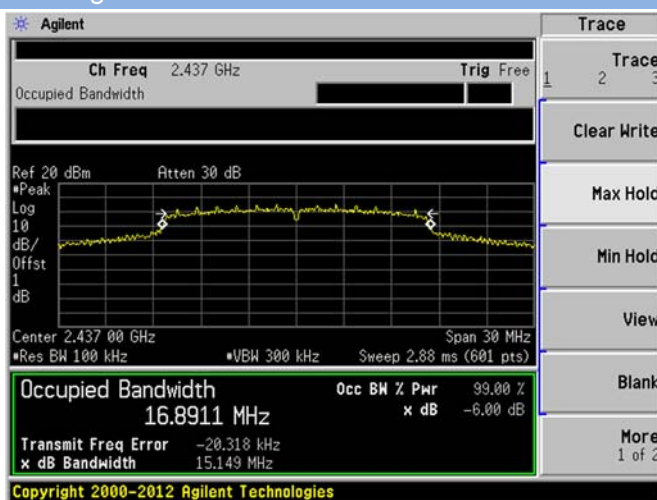 Agilent
Trace
Ch Freq 2.437 GHz
Trig Free
Occupied Bandwidth
Trace
1 2 3
Clear Write
Max Hold
Min Hold
View
Blank
More
1 of 2
Ref 20 dBm
Atten 30 dB
•Peak
Log
10
dB/
Offst
1
dB
Center 2.437 00 GHz
Span 30 MHz
•Res BW 100 kHz
•VBW 300 kHz
Sweep 2.88 ms (601 pts)
Occupied Bandwidth
16.8911 MHz
Occ BW % Pwr 99.00 %
x dB -6.00 dB
Transmit Freq Error -20.318 kHz
x dB Bandwidth 15.149 MHz
Copyright 2000-2012 Agilent Technologies